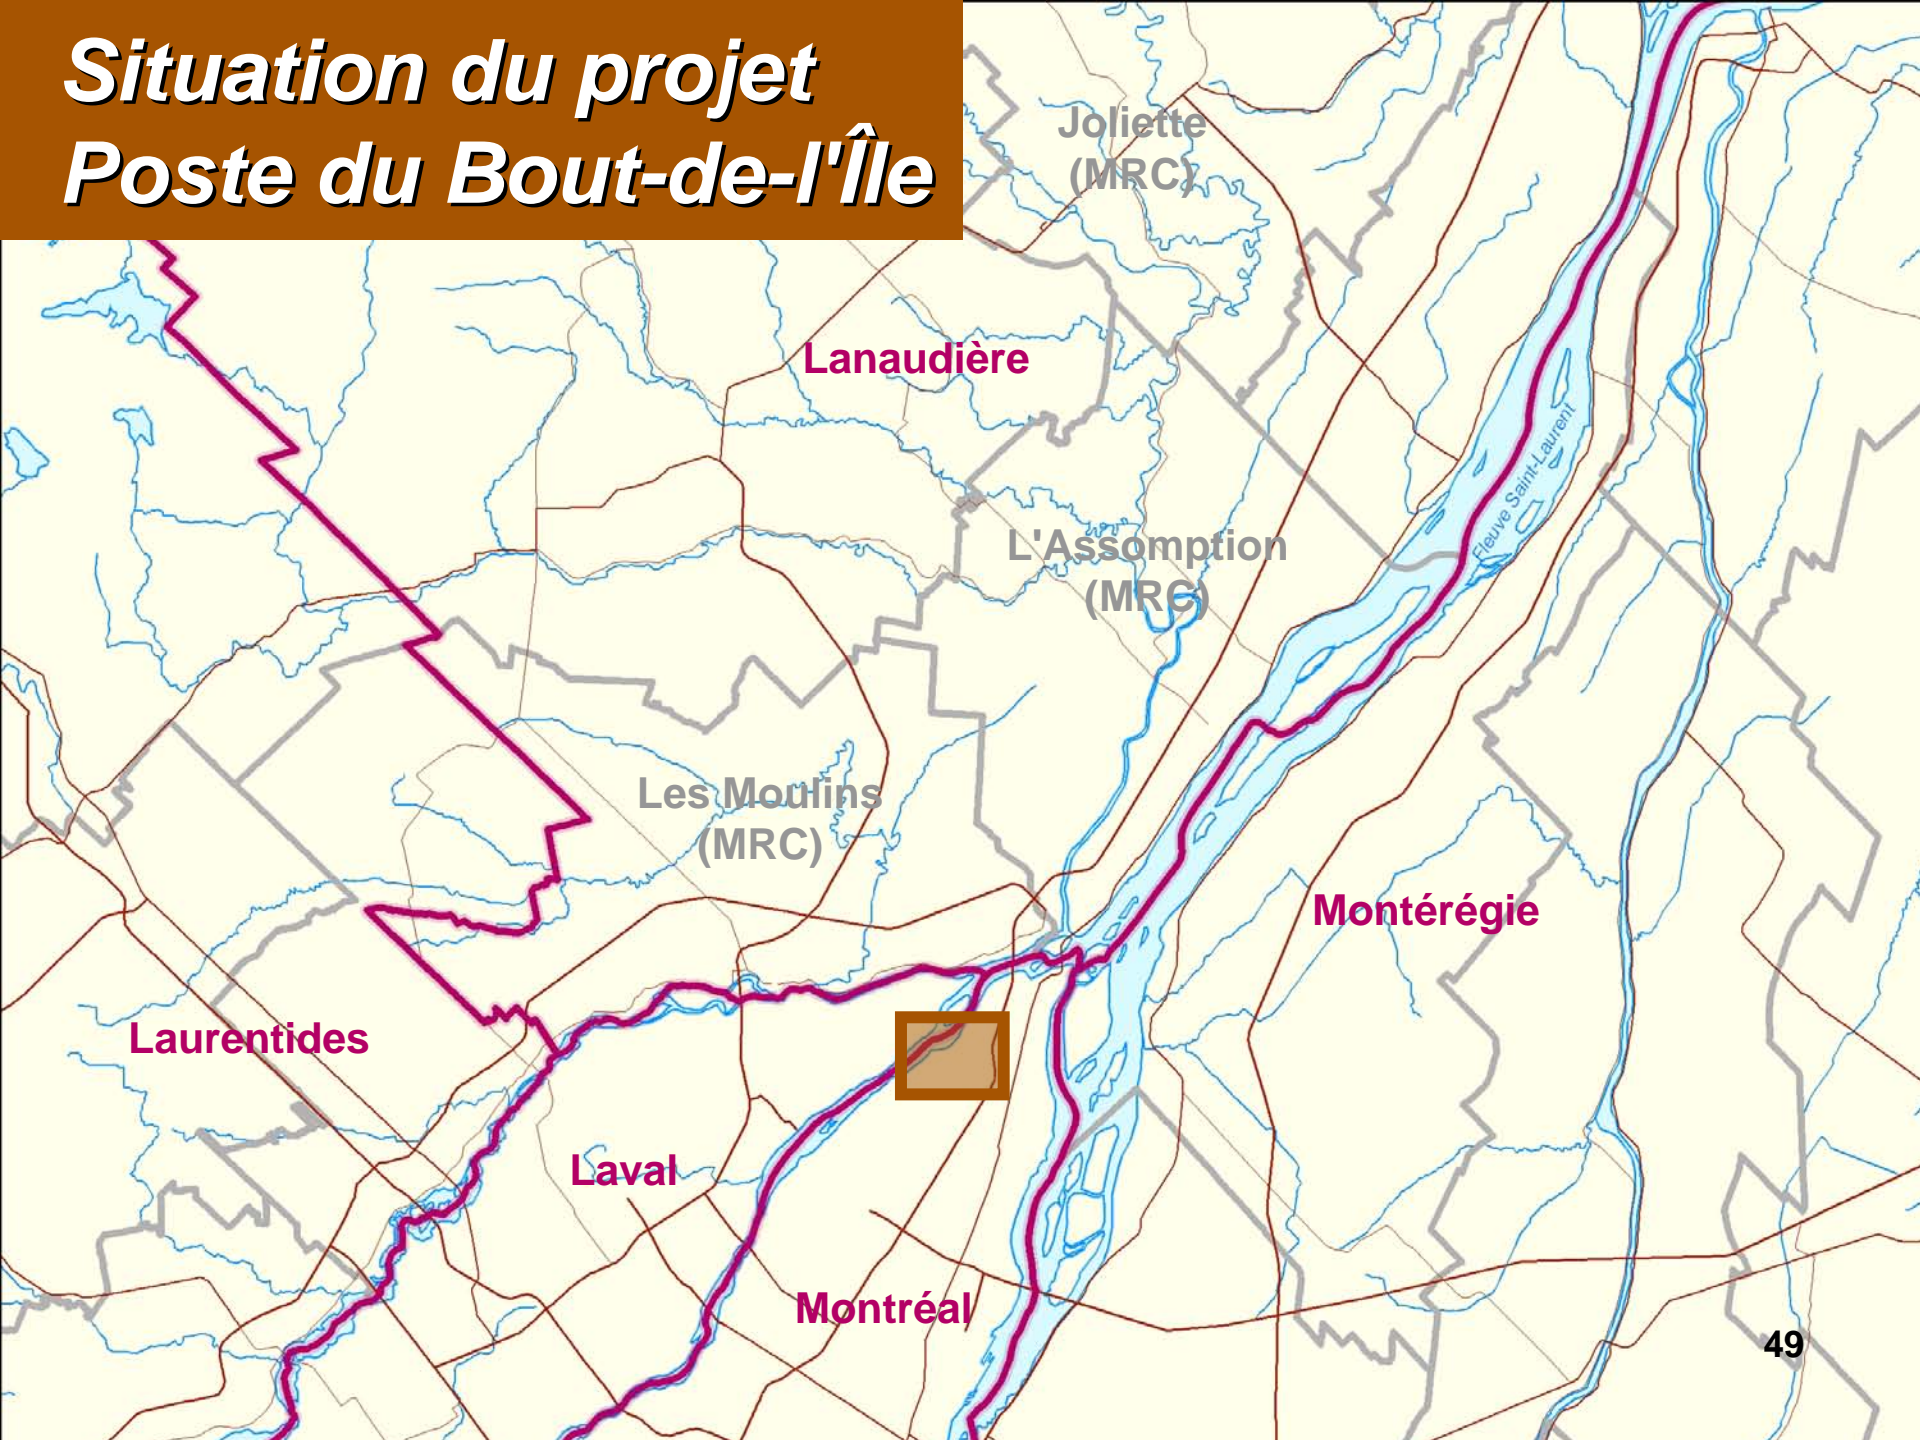 Situation du projet
Poste du Bout-de-l'Île
Joliette
(MRC)
Lanaudière
Fleuve Saint-Laurent
L'Assomption
(MRC)
Les Moulins
(MRC)
Montérégie
Laurentides
Laval
Montréal
49